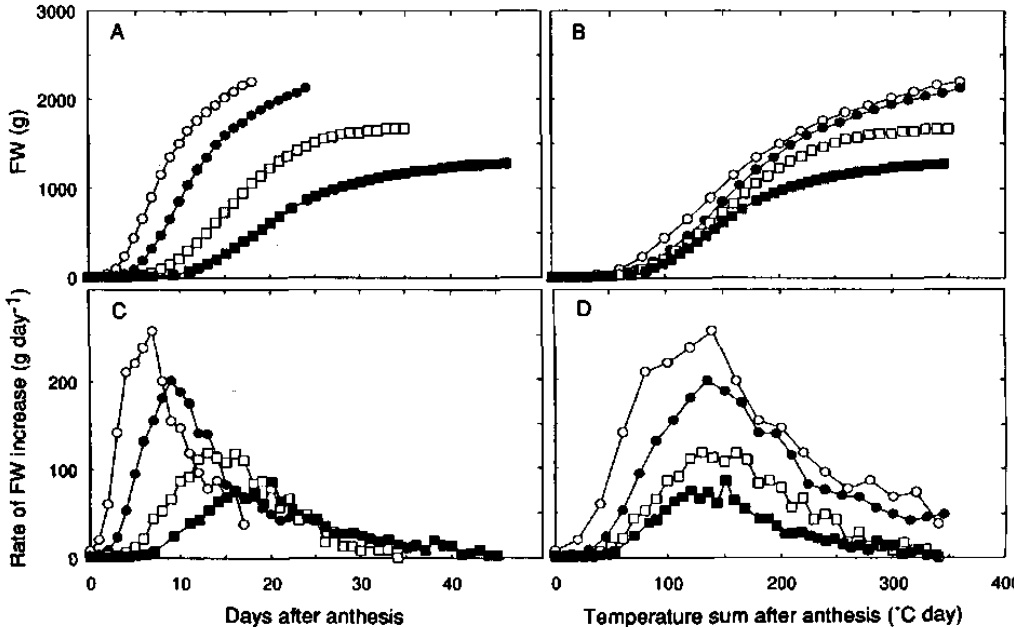 A
B
3000
2000
1000
0
FW (g)
C
D
200
100
0
Rate of FW increase (g day⁻¹)
0 10 20 30 40
0 100 200 300 400
Days after anthesis
Temperature sum after anthesis (°C day)